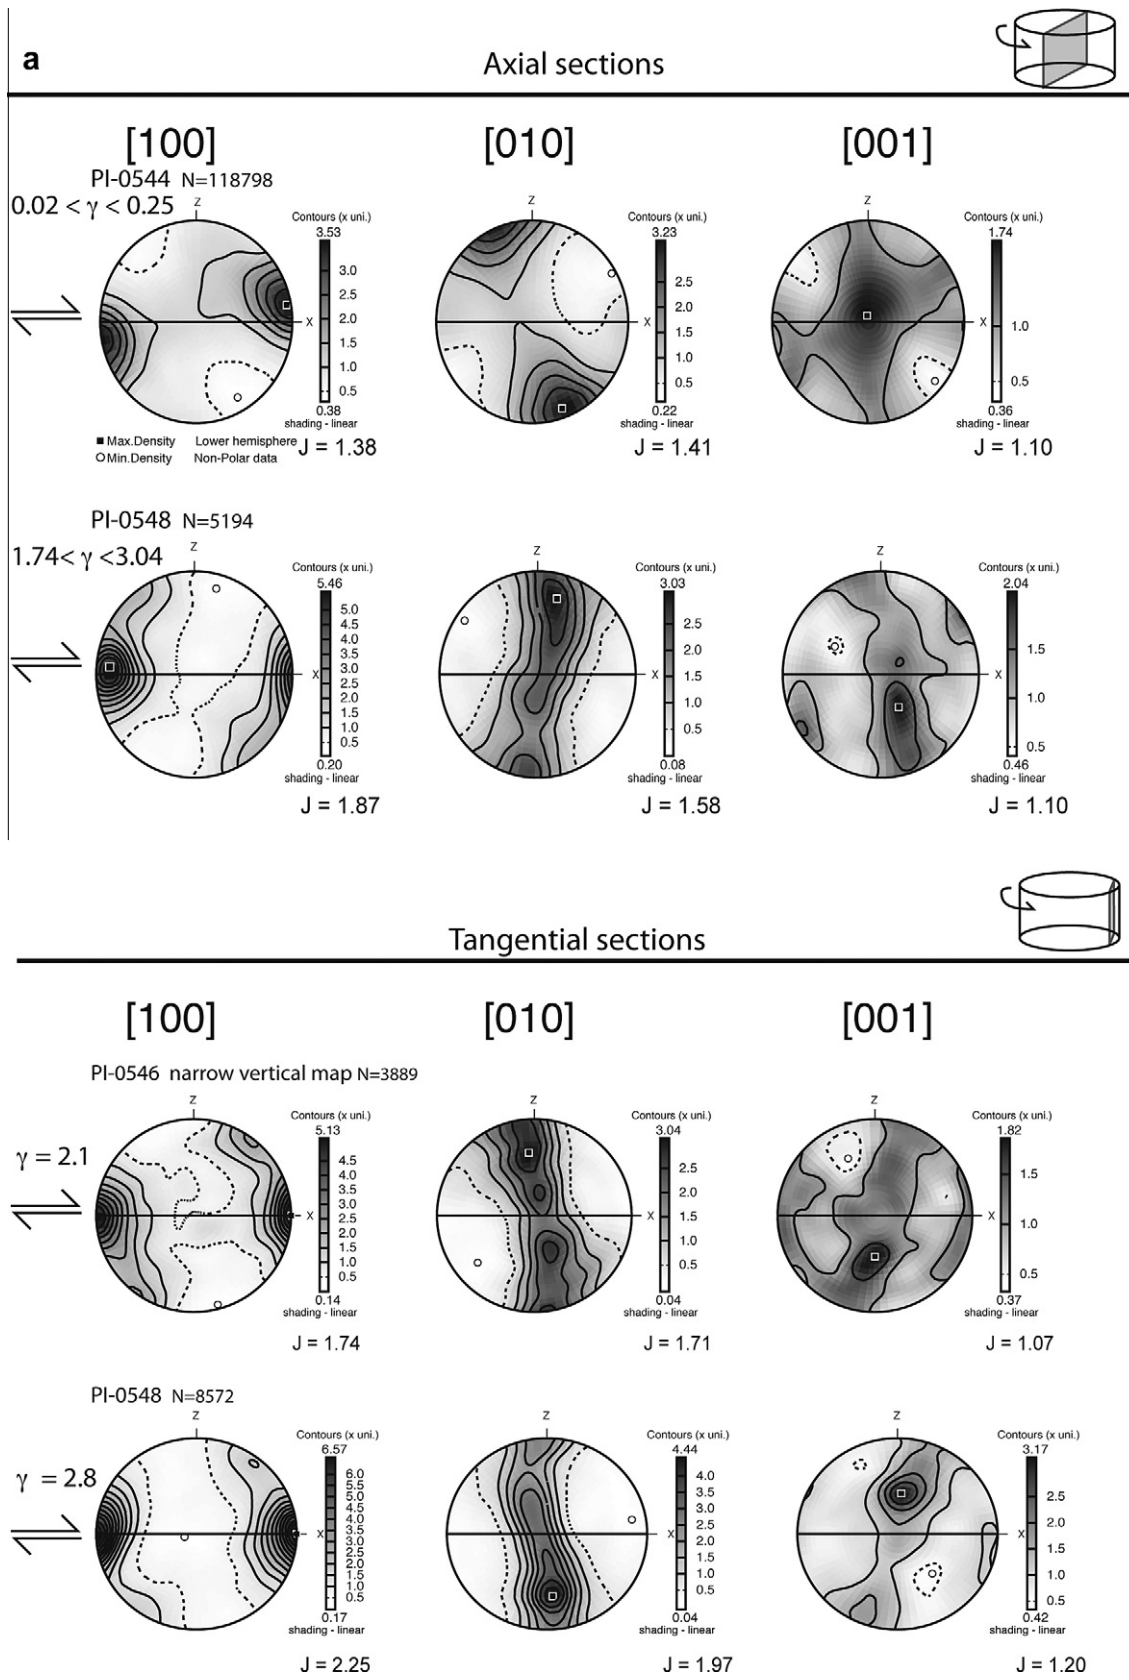 a
Axial sections
[100] [010] [001]
PI-0544 N=118798
0.02 < γ < 0.25
Z Z Z
Contours (x uni.) Contours (x uni.) Contours (x uni.)
3.53 3.23 1.74
3.0
2.5
2.0
1.5
1.0
0.5
0.38
2.5
2.0
1.5
1.0
0.5
0.22
1.0
0.5
0.36
X X X
shading - linear shading - linear shading - linear
Max.Density Lower hemisphere
Min.Density Non-Polar data
J = 1.38 J = 1.41 J = 1.10
PI-0548 N=5194
1.74< γ <3.04
Z Z Z
Contours (x uni.) Contours (x uni.) Contours (x uni.)
5.46 3.03 2.04
5.0
4.5
4.0
3.5
3.0
2.5
2.0
1.5
1.0
0.5
0.20
2.5
2.0
1.5
1.0
0.5
0.08
1.5
1.0
0.5
0.46
X X X
shading - linear shading - linear shading - linear
J = 1.87 J = 1.58 J = 1.10
Tangential sections
[100] [010] [001]
PI-0546 narrow vertical map N=3889
γ = 2.1
Z Z Z
Contours (x uni.) Contours (x uni.) Contours (x uni.)
5.13 3.04 1.82
4.5
4.0
3.5
3.0
2.5
2.0
1.5
1.0
0.5
0.14
2.5
2.0
1.5
1.0
0.5
0.04
1.5
1.0
0.5
0.37
X X X
shading - linear shading - linear shading - linear
J = 1.74 J = 1.71 J = 1.07
PI-0548 N=8572
γ = 2.8
Z Z Z
Contours (x uni.) Contours (x uni.) Contours (x uni.)
6.57 4.44 3.17
6.0
5.5
5.0
4.5
4.0
3.5
3.0
2.5
2.0
1.5
1.0
0.5
0.17
4.0
3.5
3.0
2.5
2.0
1.5
1.0
0.5
0.04
2.5
2.0
1.5
1.0
0.5
0.42
X X X
shading - linear shading - linear shading - linear
J = 2.25 J = 1.97 J = 1.20